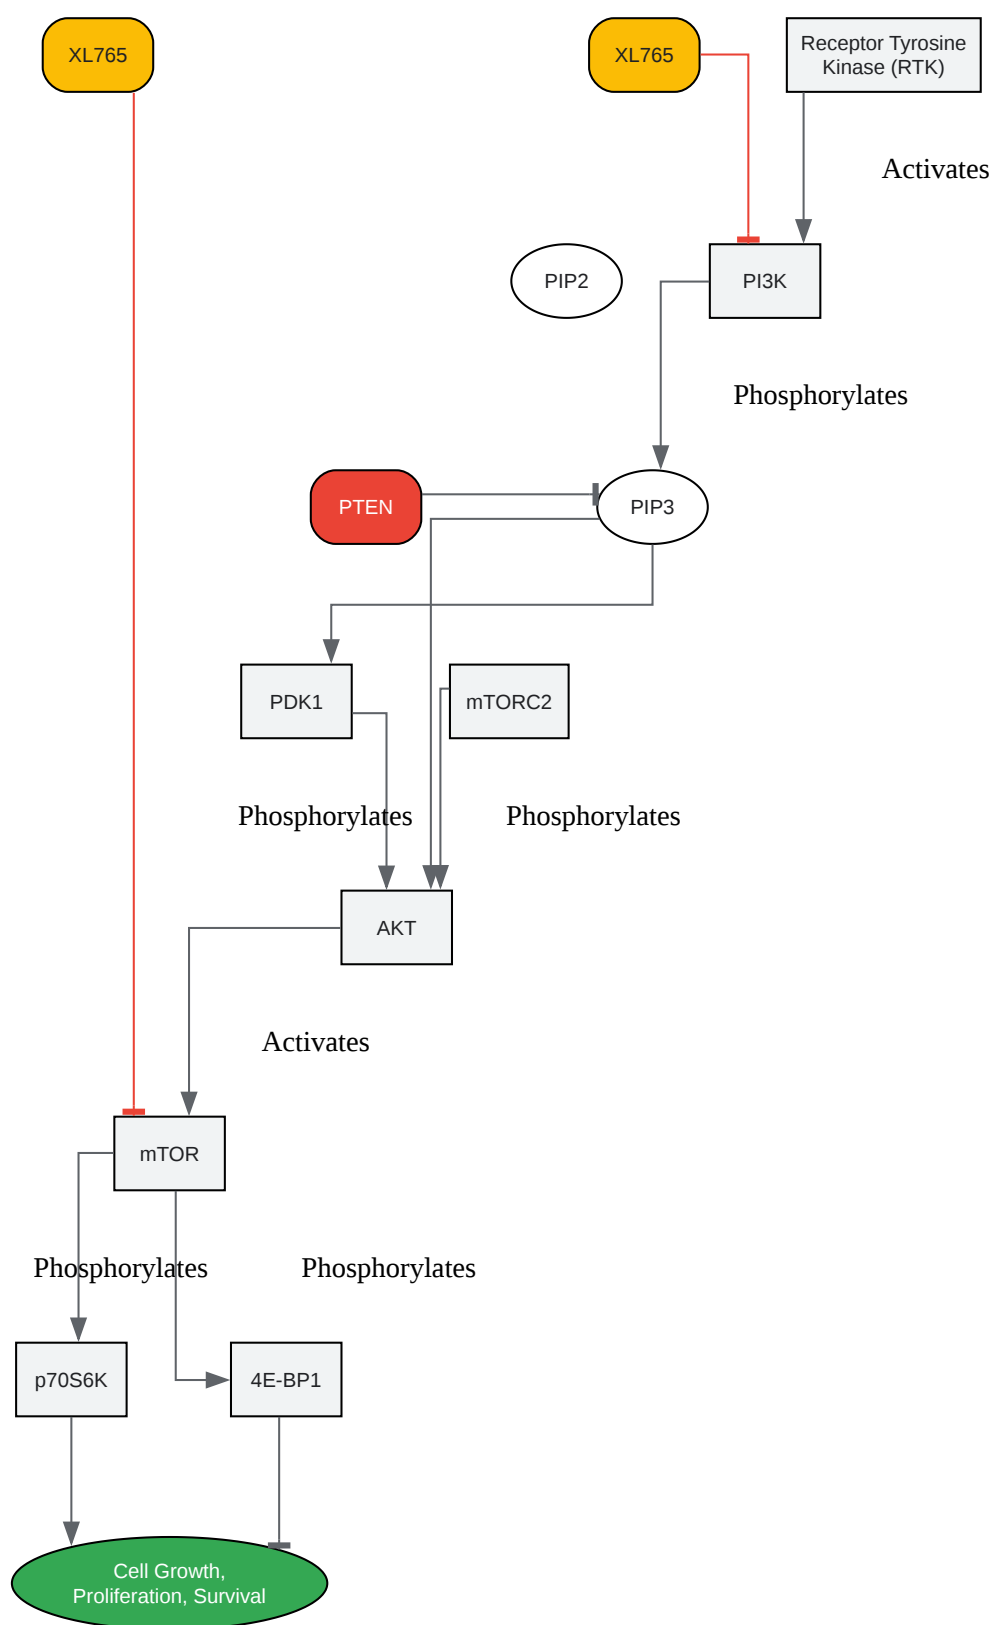 XL765
XL765
Receptor Tyrosine
Kinase (RTK)
Activates
PIP2
PI3K
Phosphorylates
PTEN
PIP3
PDK1
mTORC2
Phosphorylates
Phosphorylates
AKT
Activates
mTOR
Phosphorylates
Phosphorylates
p70S6K
4E-BP1
Cell Growth,
Proliferation, Survival